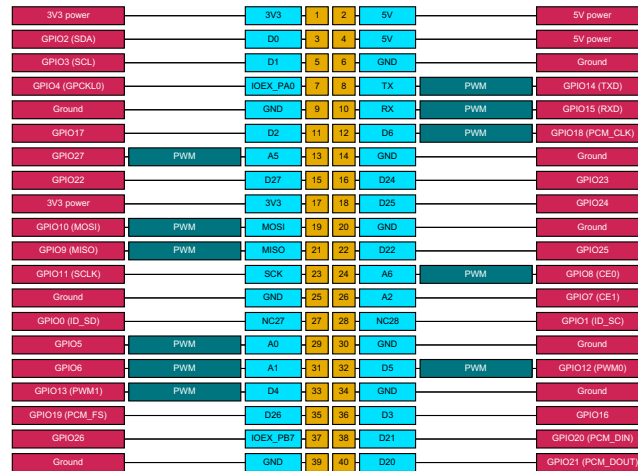 3V3 power 3V3 1 2 5V 5V power
GPIO2 (SDA) D0 3 4 5V 5V power
GPIO3 (SCL) D1 5 6 GND Ground
GPIO4 (GPCKL0) IOEX_PA0 7 8 TX PWM GPIO14 (TXD)
Ground GND 9 10 RX PWM GPIO15 (RXD)
GPIO17 D2 11 12 D6 PWM GPIO18 (PCM_CLK)
GPIO27 PWM A5 13 14 GND Ground
GPIO22 D27 15 16 D24 GPIO23
3V3 power 3V3 17 18 D25 GPIO24
GPIO10 (MOSI) PWM MOSI 19 20 GND Ground
GPIO9 (MISO) PWM MISO 21 22 D22 GPIO25
GPIO11 (SCLK) SCK 23 24 A6 PWM GPIO8 (CE0)
Ground GND 25 26 A2 GPIO7 (CE1)
GPIO0 (ID_SD) NC27 27 28 NC28 GPIO1 (ID_SC)
GPIO5 PWM A0 29 30 GND Ground
GPIO6 PWM A1 31 32 D5 PWM GPIO12 (PWM0)
GPIO13 (PWM1) PWM D4 33 34 GND Ground
GPIO19 (PCM_FS) D26 35 36 D3 GPIO16
GPIO26 IOEX_PB7 37 38 D21 GPIO20 (PCM_DIN)
Ground GND 39 40 D20 GPIO21 (PCM_DOUT)